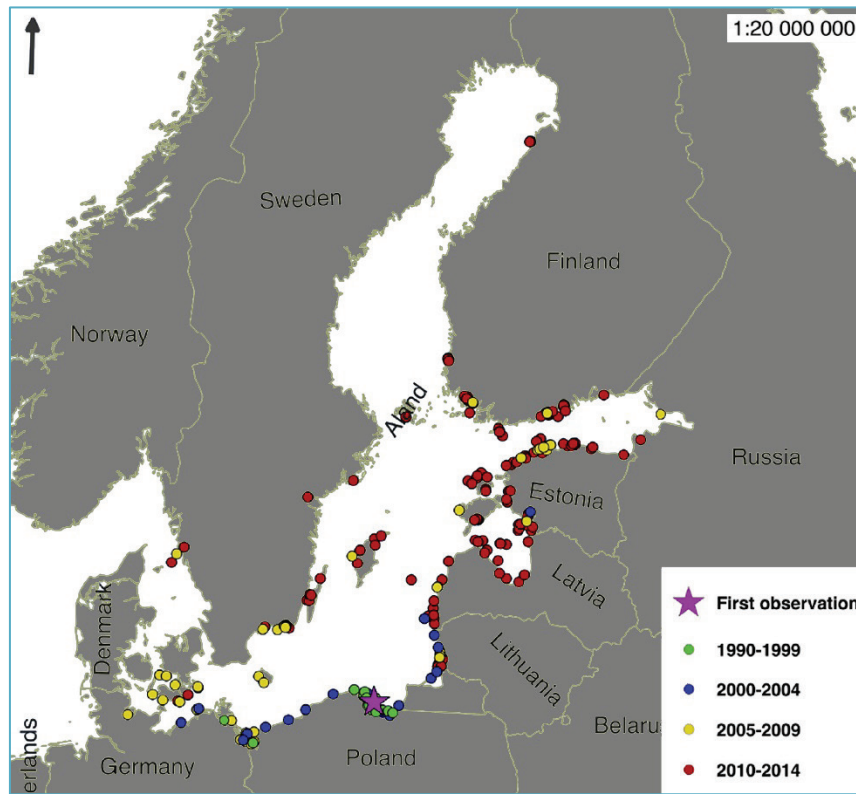 1:20 000 000
Sweden
Finland
Norway
Aland
Russia
Estonia
Latvia
Denmark
Lithuania
Belarus
erlands
Germany
Poland
First observation
1990-1999
2000-2004
2005-2009
2010-2014